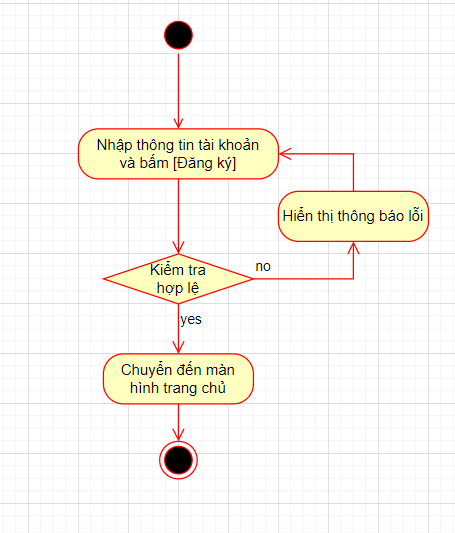 Nhập thông tin tài khoản
và bấm [Đăng ký]
Hiển thị thông báo lỗi
Kiểm tra
hợp lệ
no
yes
Chuyển đến màn
hình trang chủ